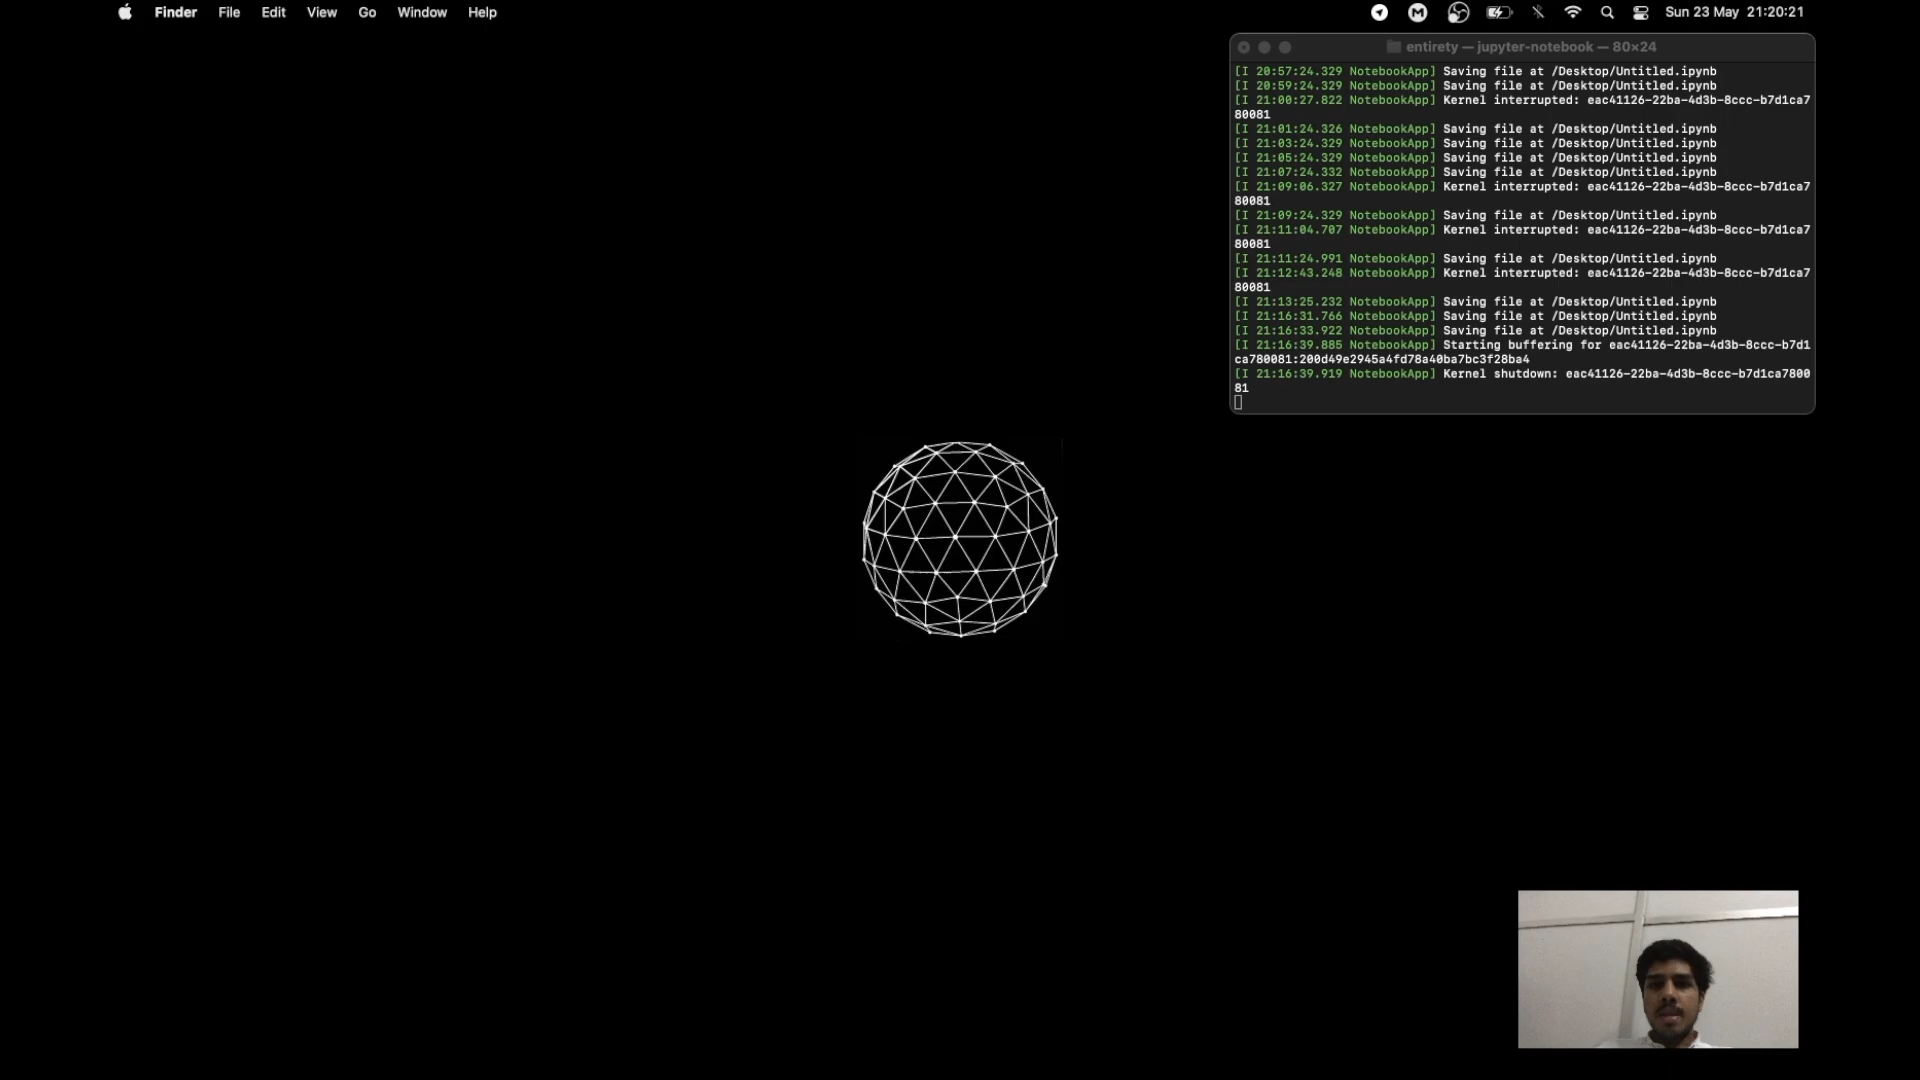 Finder File Edit View Go Window Help
M
Sun 23 May 21:20:21
entirety — jupyter-notebook — 80×24
[I 20:57:24.329 NotebookApp] Saving file at /Desktop/Untitled.ipynb
[I 20:59:24.329 NotebookApp] Saving file at /Desktop/Untitled.ipynb
[I 21:00:27.822 NotebookApp] Kernel interrupted: eac41126-22ba-4d3b-8ccc-b7d1ca7
80081
[I 21:01:24.326 NotebookApp] Saving file at /Desktop/Untitled.ipynb
[I 21:03:24.329 NotebookApp] Saving file at /Desktop/Untitled.ipynb
[I 21:05:24.329 NotebookApp] Saving file at /Desktop/Untitled.ipynb
[I 21:07:24.332 NotebookApp] Saving file at /Desktop/Untitled.ipynb
[I 21:09:06.327 NotebookApp] Kernel interrupted: eac41126-22ba-4d3b-8ccc-b7d1ca7
80081
[I 21:09:24.329 NotebookApp] Saving file at /Desktop/Untitled.ipynb
[I 21:11:04.707 NotebookApp] Kernel interrupted: eac41126-22ba-4d3b-8ccc-b7d1ca7
80081
[I 21:11:24.991 NotebookApp] Saving file at /Desktop/Untitled.ipynb
[I 21:12:43.248 NotebookApp] Kernel interrupted: eac41126-22ba-4d3b-8ccc-b7d1ca7
80081
[I 21:13:25.232 NotebookApp] Saving file at /Desktop/Untitled.ipynb
[I 21:16:31.766 NotebookApp] Saving file at /Desktop/Untitled.ipynb
[I 21:16:33.922 NotebookApp] Saving file at /Desktop/Untitled.ipynb
[I 21:16:39.885 NotebookApp] Starting buffering for eac41126-22ba-4d3b-8ccc-b7d1
ca780081:200d49e2945a4fd78a40ba7bc3f28ba4
[I 21:16:39.919 NotebookApp] Kernel shutdown: eac41126-22ba-4d3b-8ccc-b7d1ca7800
81